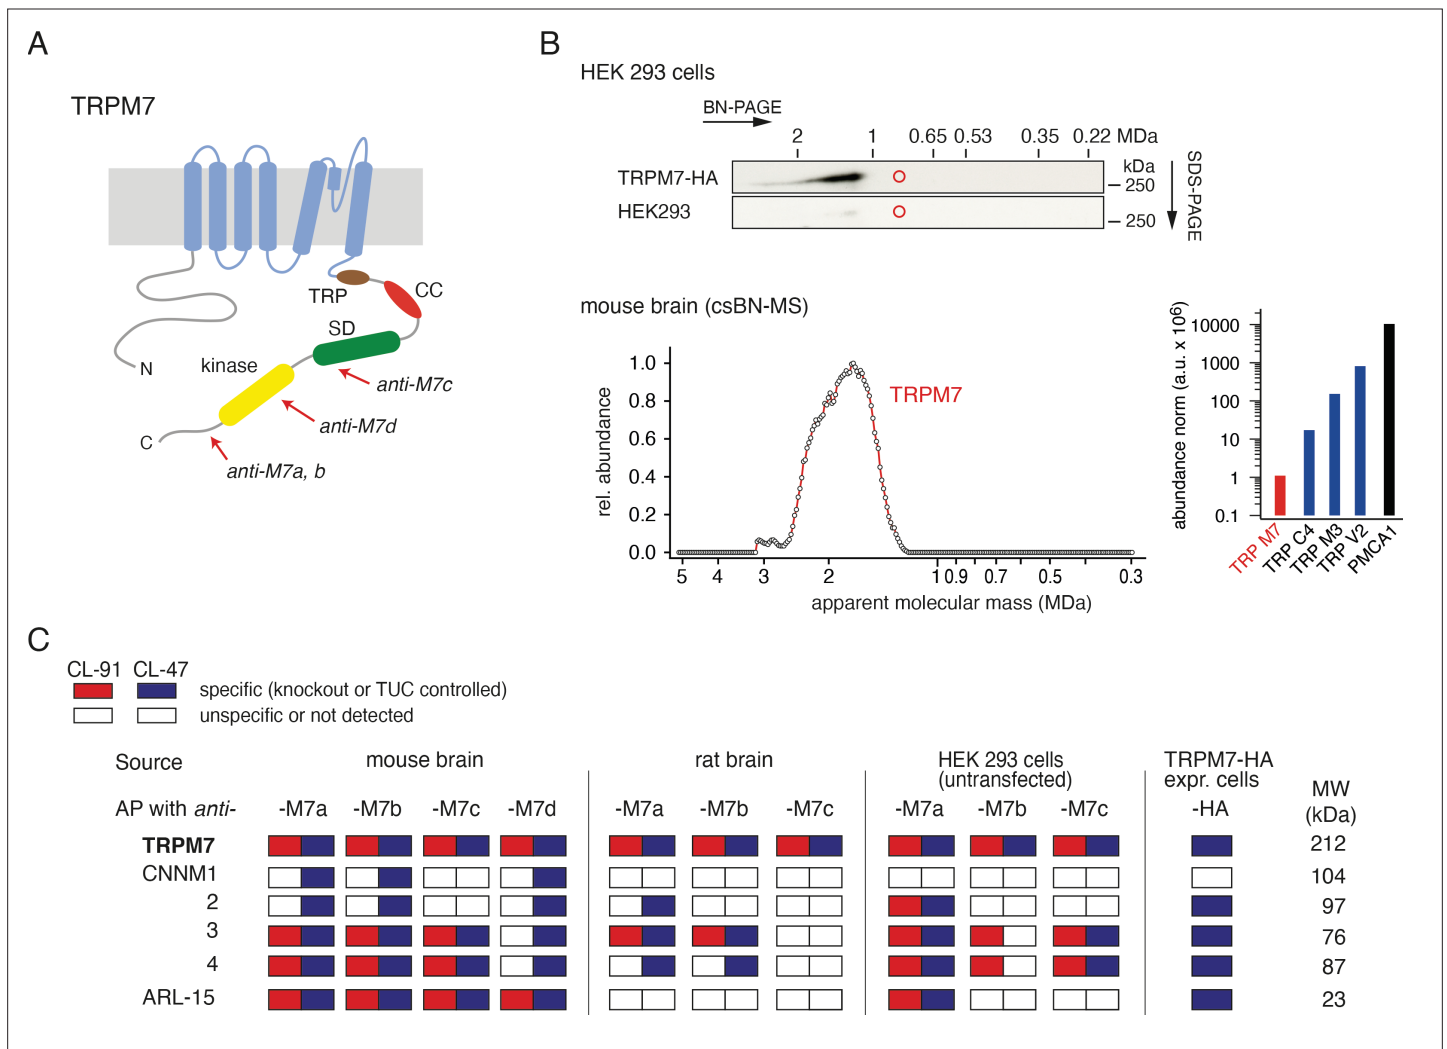 A
TRPM7
TRP
CC
SD
kinase
N
C
anti-M7c
anti-M7d
anti-M7a, b
B
HEK 293 cells
BN-PAGE
2 1 0.65 0.53 0.35 0.22 MDa
kDa
TRPM7-HA
250
HEK293
250
SDS-PAGE
mouse brain (csBN-MS)
rel. abundance
1.0
0.8
0.6
0.4
0.2
0.0
TRPM7
5 4 3 2 1 0.9 0.7 0.5 0.3
apparent molecular mass (MDa)
abundance norm (a.u. x 10⁶)
10000
1000
100
10
1
0.1
TRP M7
TRP C4
TRP M3
TRP V2
PMCA1
C
CL-91 CL-47
specific (knockout or TUC controlled)
unspecific or not detected
Source mouse brain rat brain HEK 293 cells (untransfected) TRPM7-HA expr. cells MW (kDa)
AP with anti- -M7a -M7b -M7c -M7d -M7a -M7b -M7c -M7a -M7b -M7c -HA
TRPM7 212
CNNM1 104
2 97
3 76
4 87
ARL-15 23